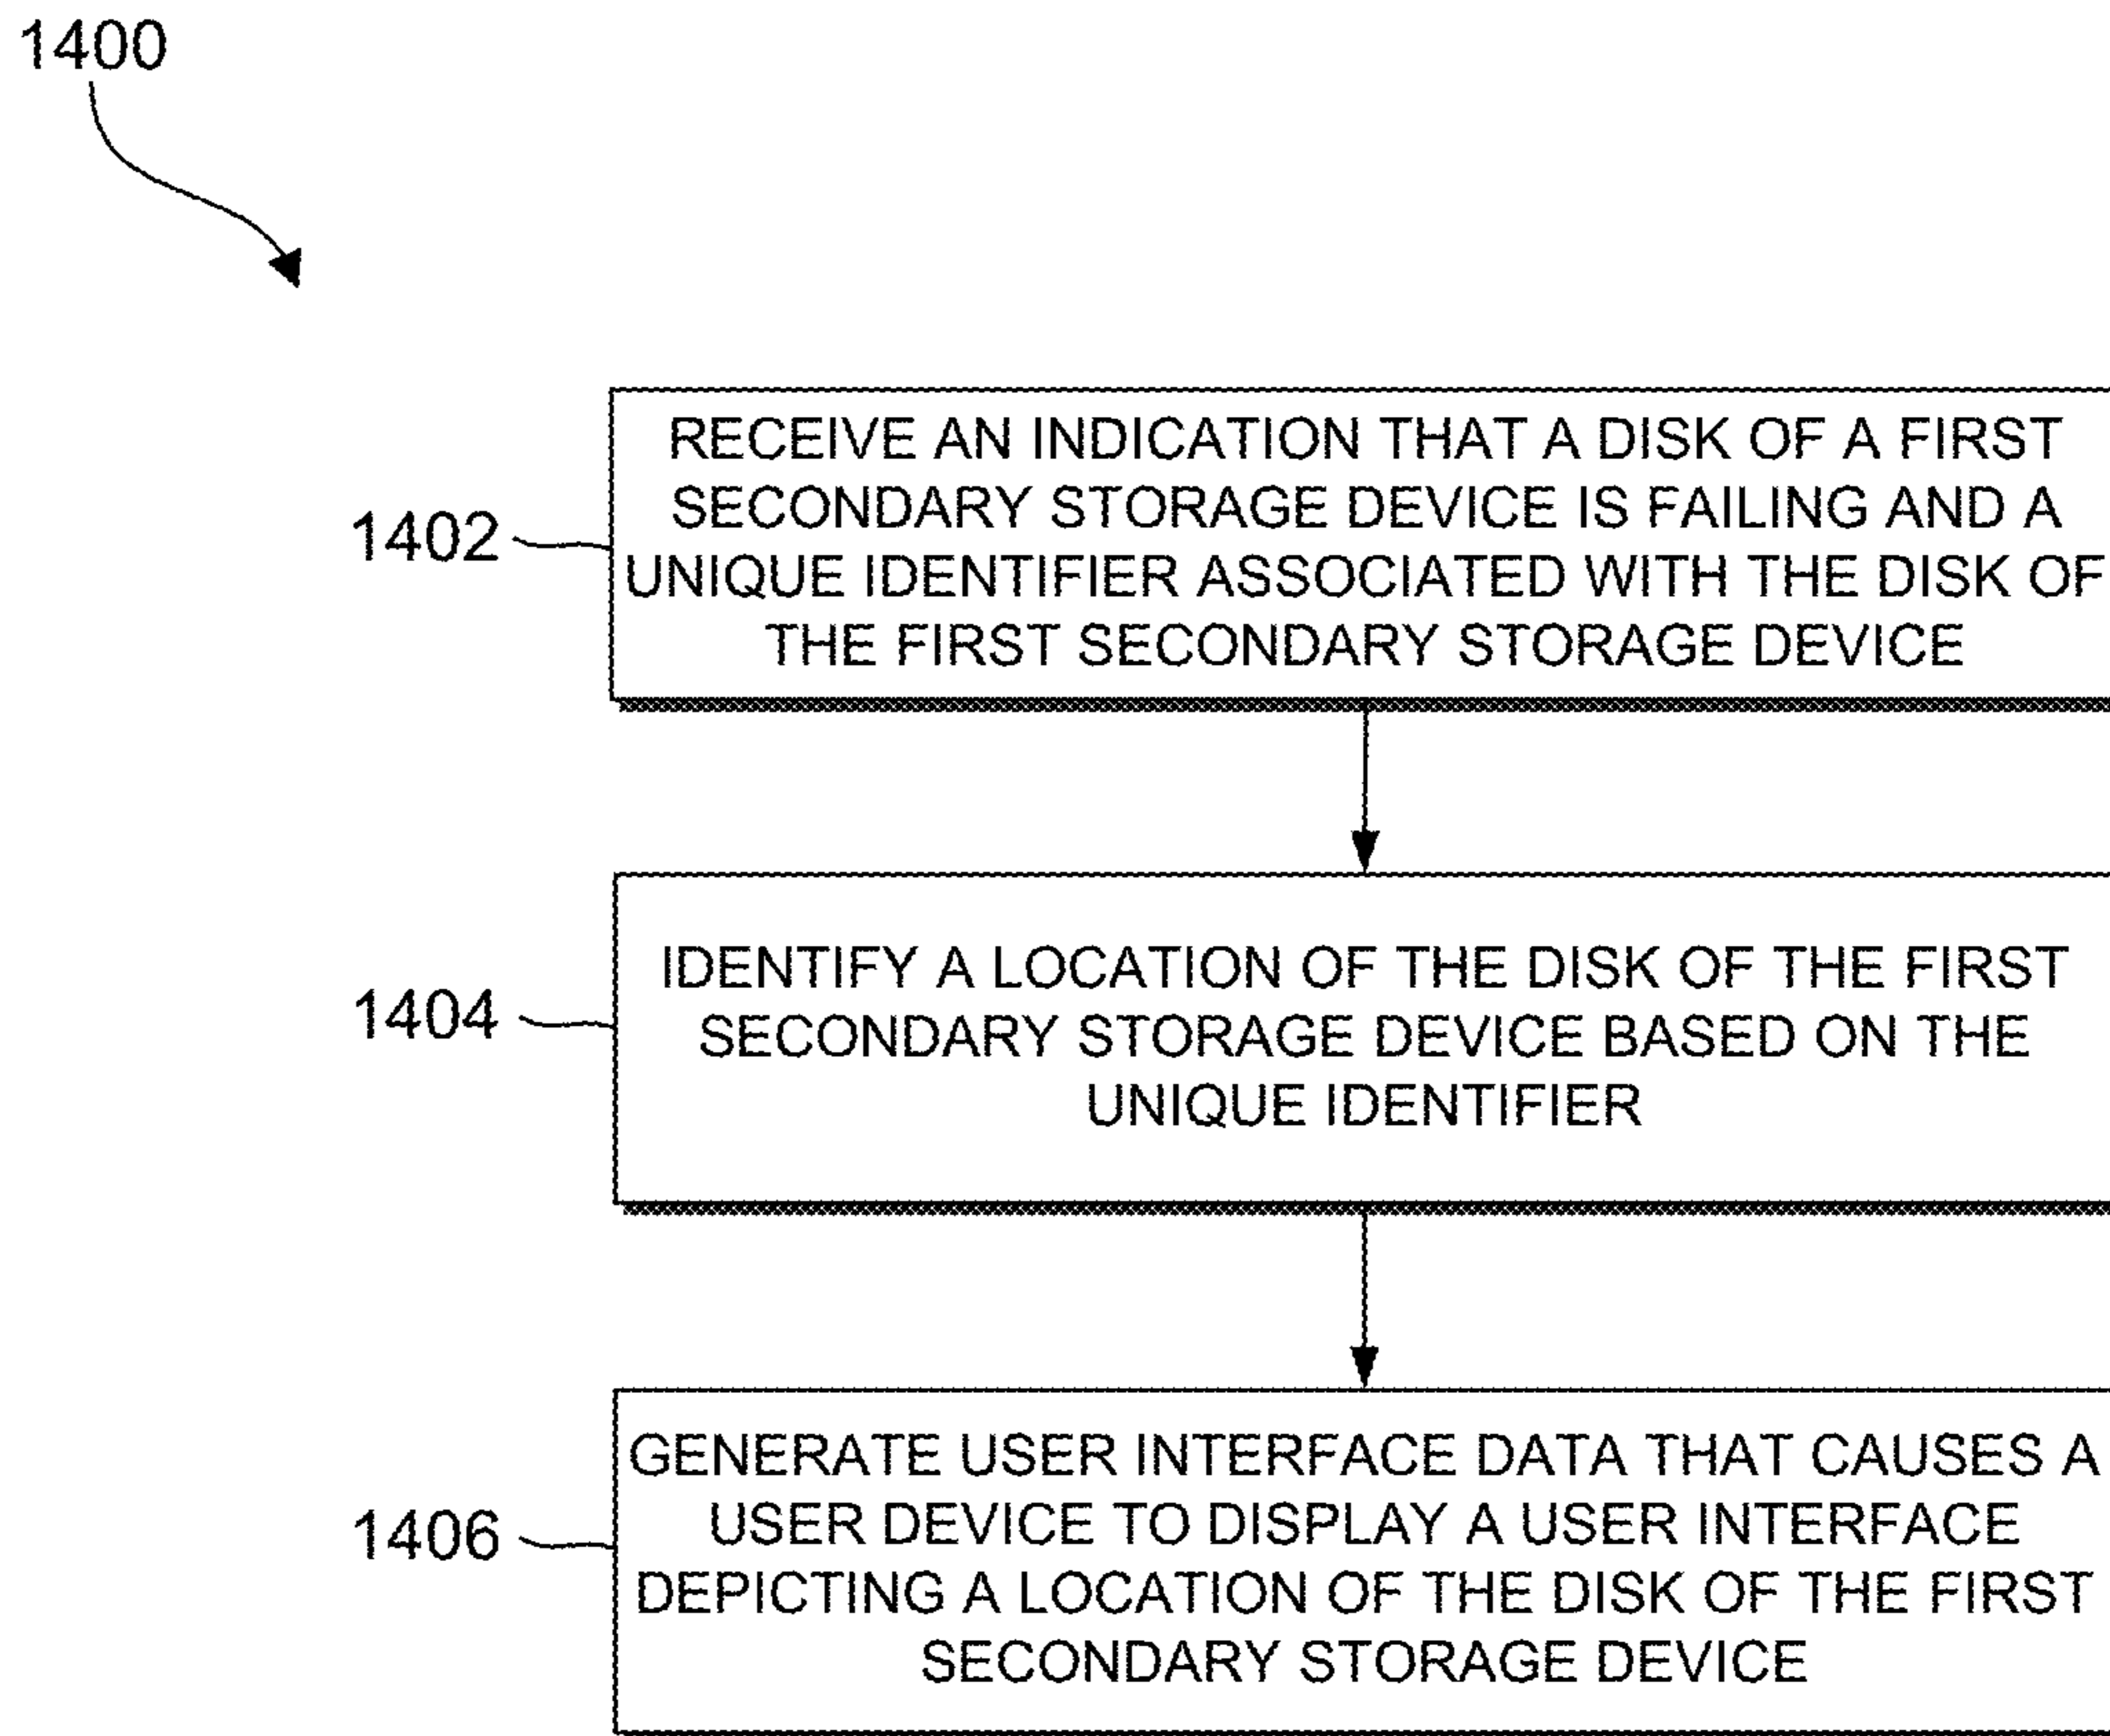 1400
1402
RECEIVE AN INDICATION THAT A DISK OF A FIRST
SECONDARY STORAGE DEVICE IS FAILING AND A
UNIQUE IDENTIFIER ASSOCIATED WITH THE DISK OF
THE FIRST SECONDARY STORAGE DEVICE
1404
IDENTIFY A LOCATION OF THE DISK OF THE FIRST
SECONDARY STORAGE DEVICE BASED ON THE
UNIQUE IDENTIFIER
1406
GENERATE USER INTERFACE DATA THAT CAUSES A
USER DEVICE TO DISPLAY A USER INTERFACE
DEPICTING A LOCATION OF THE DISK OF THE FIRST
SECONDARY STORAGE DEVICE